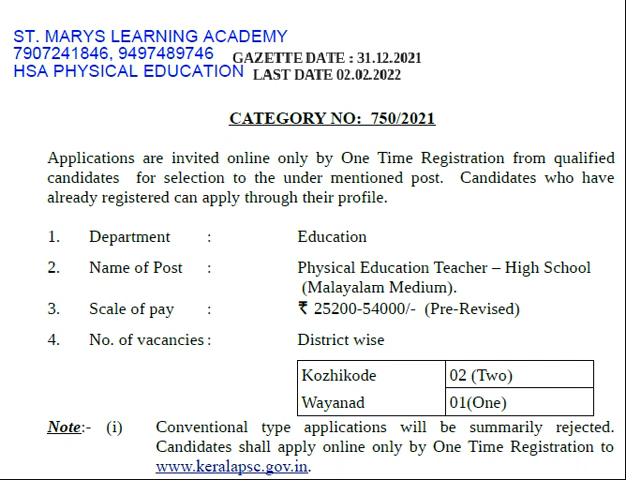 ST. MARYS LEARNING ACADEMY
7907241846, 9497489746 GAZETTE DATE : 31.12.2021
HSA PHYSICAL EDUCATION LAST DATE 02.02.2022
CATEGORY NO: 750/2021
Applications are invited online only by One Time Registration from qualified
candidates for selection to the under mentioned post. Candidates who have
already registered can apply through their profile.
1. Department : Education
2. Name of Post : Physical Education Teacher – High School
(Malayalam Medium).
3. Scale of pay : ₹ 25200-54000/- (Pre-Revised)
4. No. of vacancies : District wise
Kozhikode 02 (Two)
Wayanad 01(One)
Note:- (i) Conventional type applications will be summarily rejected.
Candidates shall apply online only by One Time Registration to
www.keralapsc.gov.in.